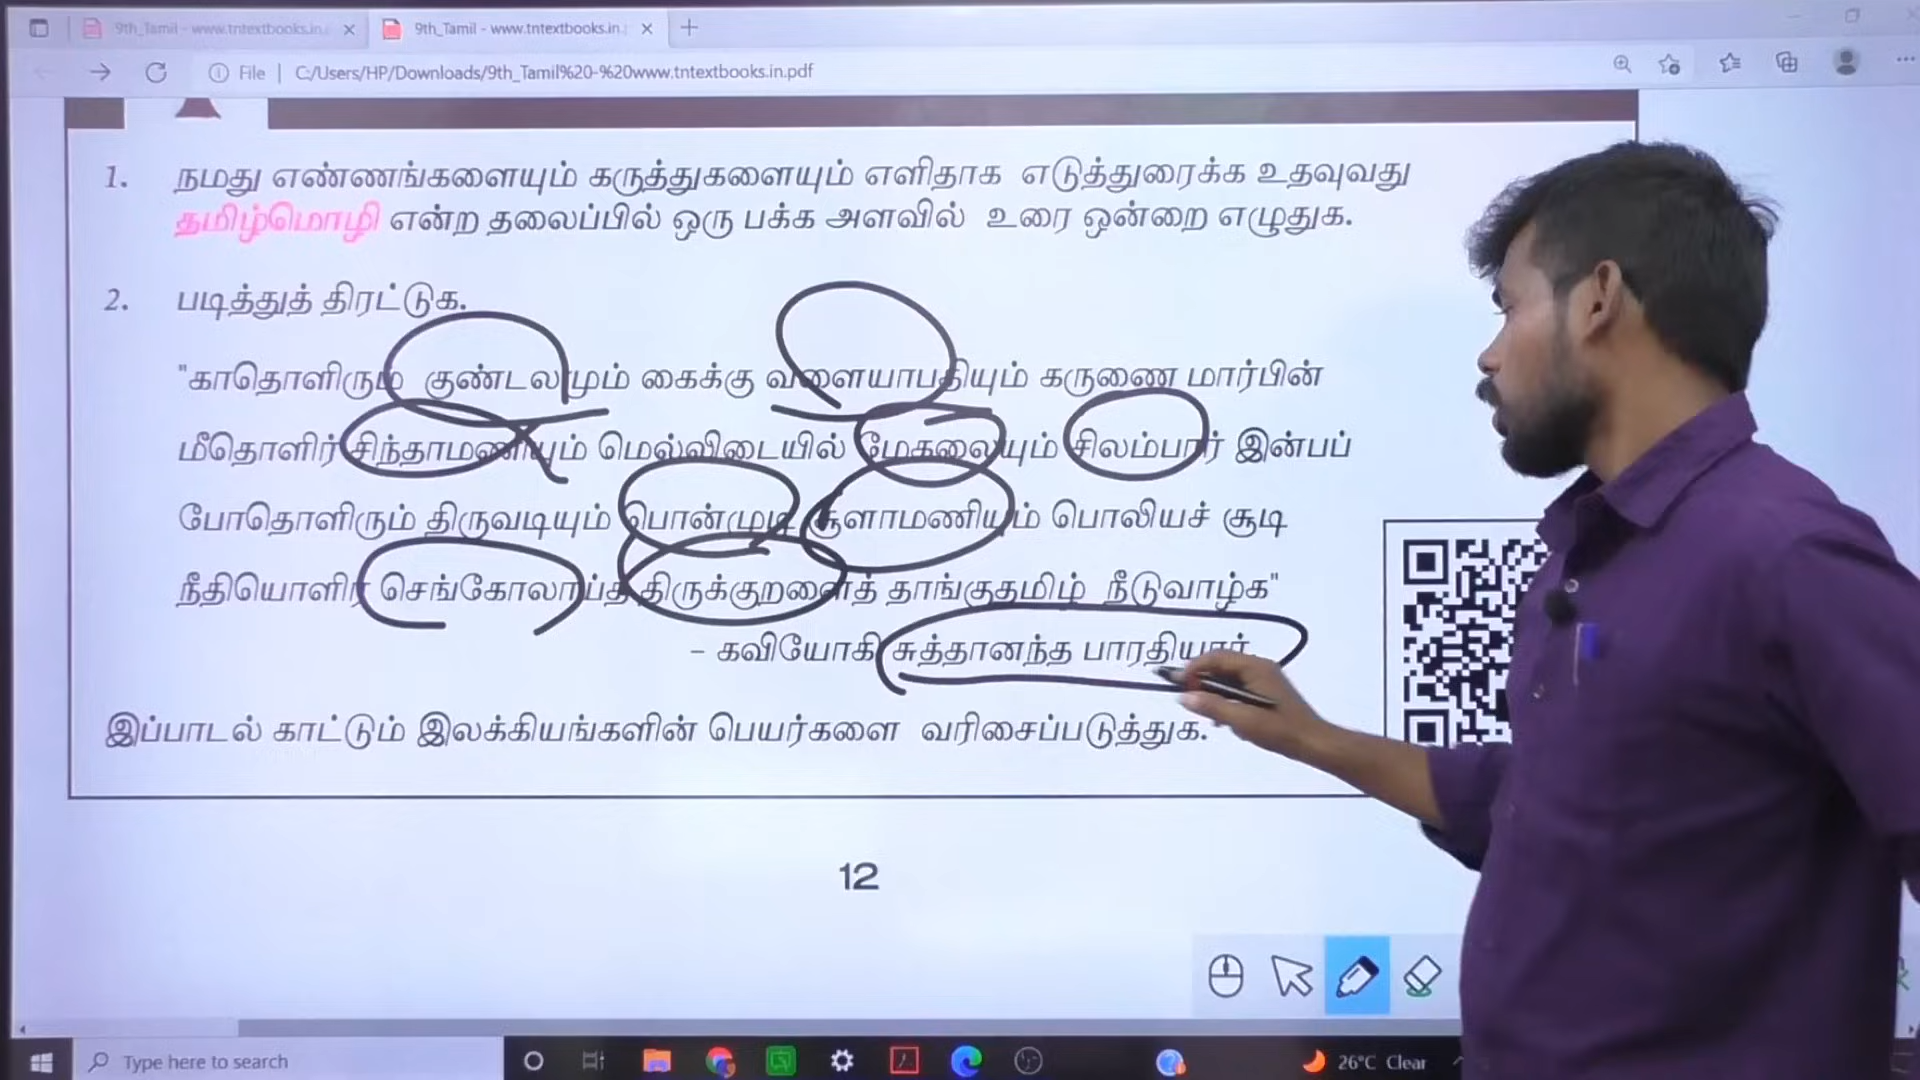 9th_Tamil - www.tntextbooks.in.
9th_Tamil - www.tntextbooks.in.
File | C:/Users/HP/Downloads/9th_Tamil%20-%20www.tntextbooks.in.pdf
1. நமது எண்ணங்களையும் கருத்துகளையும் எளிதாக எடுத்துரைக்க உதவுவது
தமிழ்மொழி என்ற தலைப்பில் ஒரு பக்க அளவில் உரை ஒன்றை எழுதுக.
2. படித்துத் திரட்டுக.
"காதொளிரும் குண்டலமும் கைக்கு வளையாபதியும் கருணை மார்பின்
மீதொளிர் சிந்தாமணியும் மெல்லிடையில் மேகலையும் சிலம்பார் இன்பப்
போதொளிரும் திருவடியும் பொன்முடி சூளாமணியும் பொலியச் சூடி
நீதியொளிர் செங்கோலாய்த் திருக்குறளைத் தாங்குதமிழ் நீடுவாழ்க"
– கவியோகி சுத்தானந்த பாரதியார்.
இப்பாடல் காட்டும் இலக்கியங்களின் பெயர்களை வரிசைப்படுத்துக.
12
Type here to search
26°C Clear